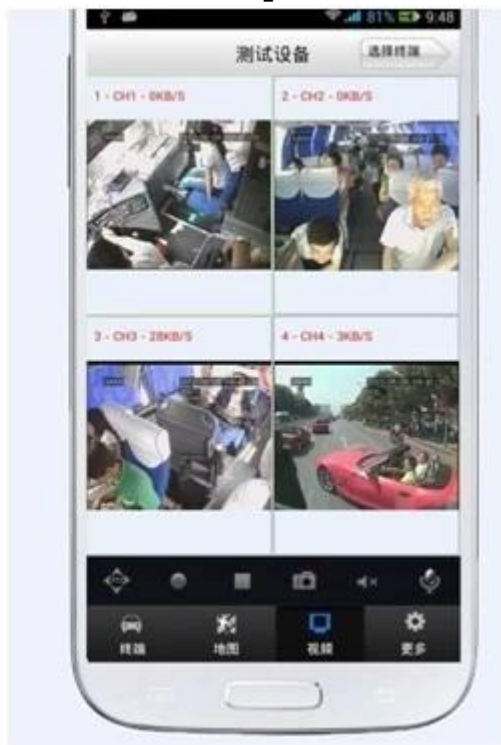 81% 9:48
测试设备 选择终端
1 - CH1 - 0KB/S 2 - CH2 - 0KB/S
3 - CH3 - 28KB/S 4 - CH4 - 3KB/S
终端 地图 视频 更多